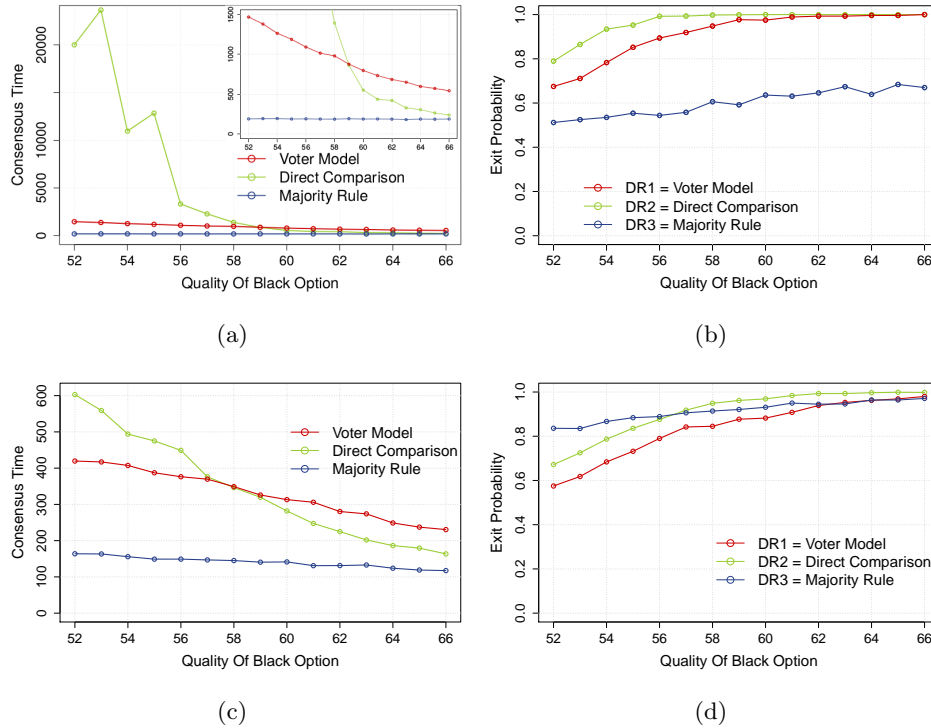 Consensous Time
0
5000
10000
15000
20000
0
500
1000
1500
52 54 56 58 60 62 64 66
Voter Model
Direct Comparison
Majority Rule
52 54 56 58 60 62 64 66
Quality Of Black Option
(a)
Exit Probability
0.0
0.2
0.4
0.6
0.8
1.0
DR1 = Voter Model
DR2 = Direct Comparison
DR3 = Majority Rule
52 54 56 58 60 62 64 66
Quality Of Black Option
(b)
Consensous Time
0
100
200
300
400
500
600
Voter Model
Direct Comparison
Majority Rule
52 54 56 58 60 62 64 66
Quality Of Black Option
(c)
Exit Probability
0.0
0.2
0.4
0.6
0.8
1.0
DR1 = Voter Model
DR2 = Direct Comparison
DR3 = Majority Rule
52 54 56 58 60 62 64 66
Quality Of Black Option
(d)